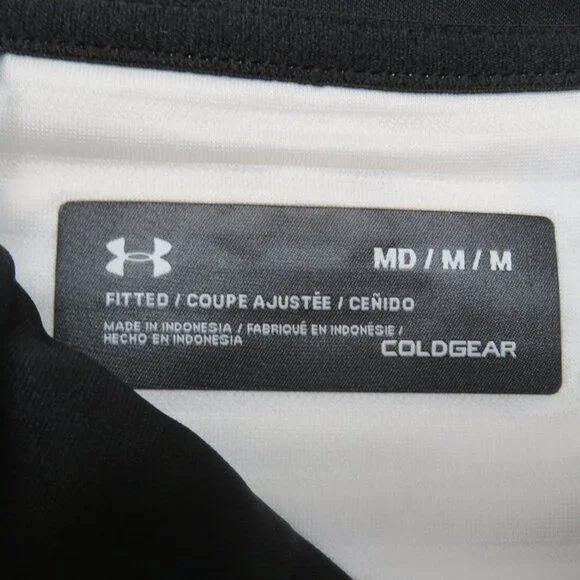 MD / M / M
FITTED / COUPE AJUSTÉE / CEÑIDO
MADE IN INDONESIA / FABRIQUÉ EN INDONÉSIE /
HECHO EN INDONESIA
COLDGEAR